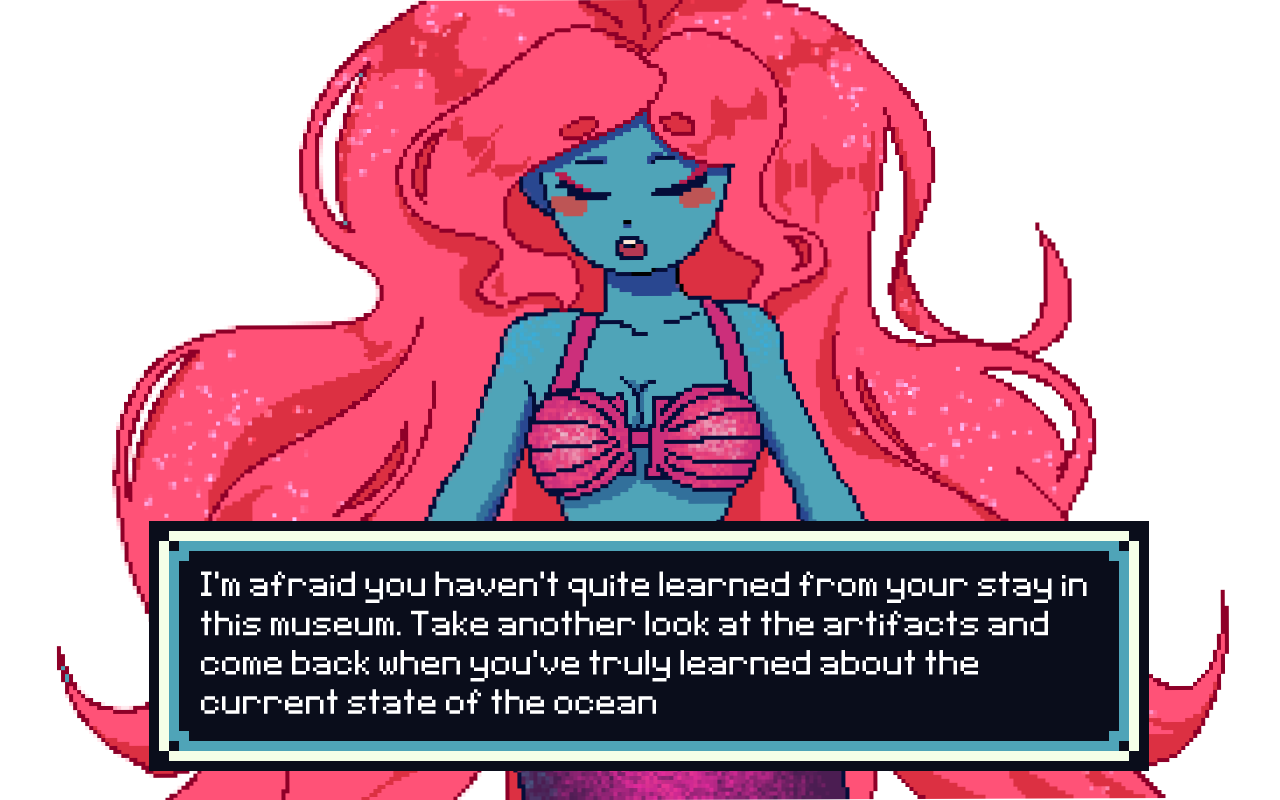 I'm afraid you haven't quite learned from your stay in
this museum. Take another look at the artifacts and
come back when you've truly learned about the
current state of the ocean